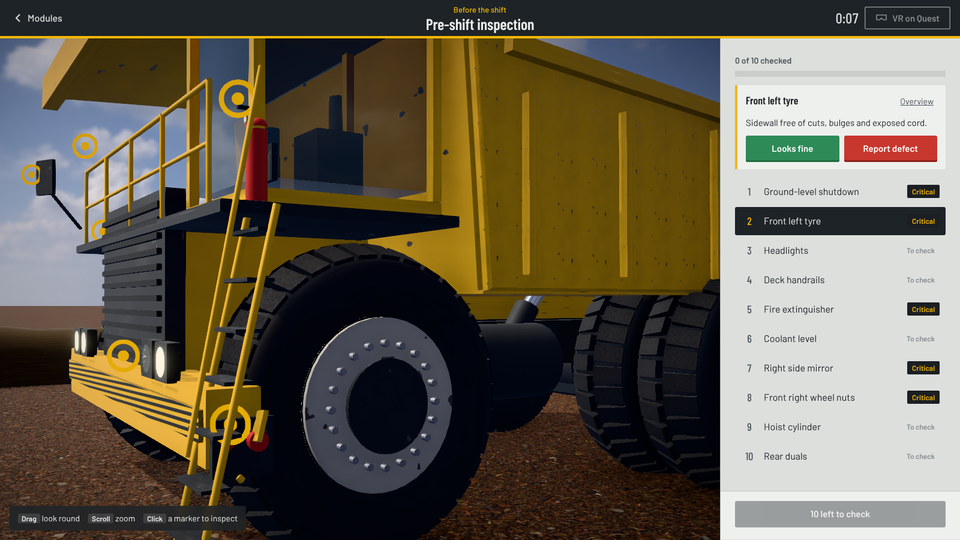 Modules
Before the shift
Pre-shift inspection
0:07
VR on Quest
0 of 10 checked
Front left tyre
Overview
Sidewall free of cuts, bulges and exposed cord.
Looks fine
Report defect
1 Ground-level shutdown Critical
2 Front left tyre Critical
3 Headlights To check
4 Deck handrails To check
5 Fire extinguisher Critical
6 Coolant level To check
7 Right side mirror Critical
8 Front right wheel nuts Critical
9 Hoist cylinder To check
10 Rear duals To check
Drag look round Scroll zoom Click a marker to inspect
10 left to check